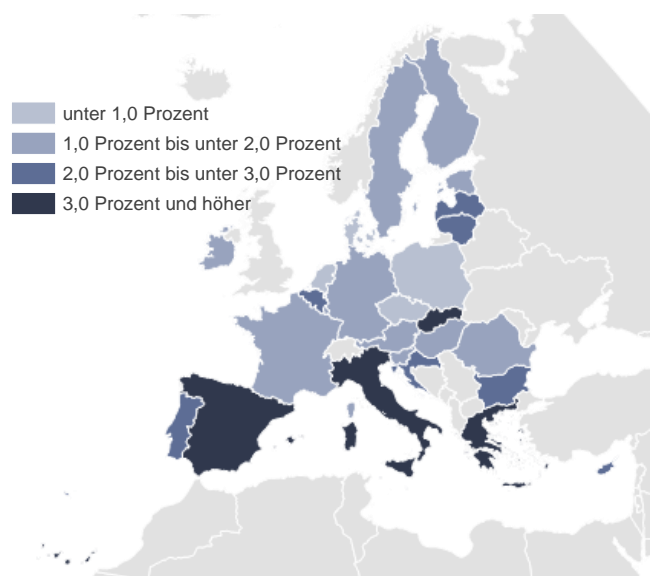 unter 1,0 Prozent
1,0 Prozent bis unter 2,0 Prozent
2,0 Prozent bis unter 3,0 Prozent
3,0 Prozent und höher